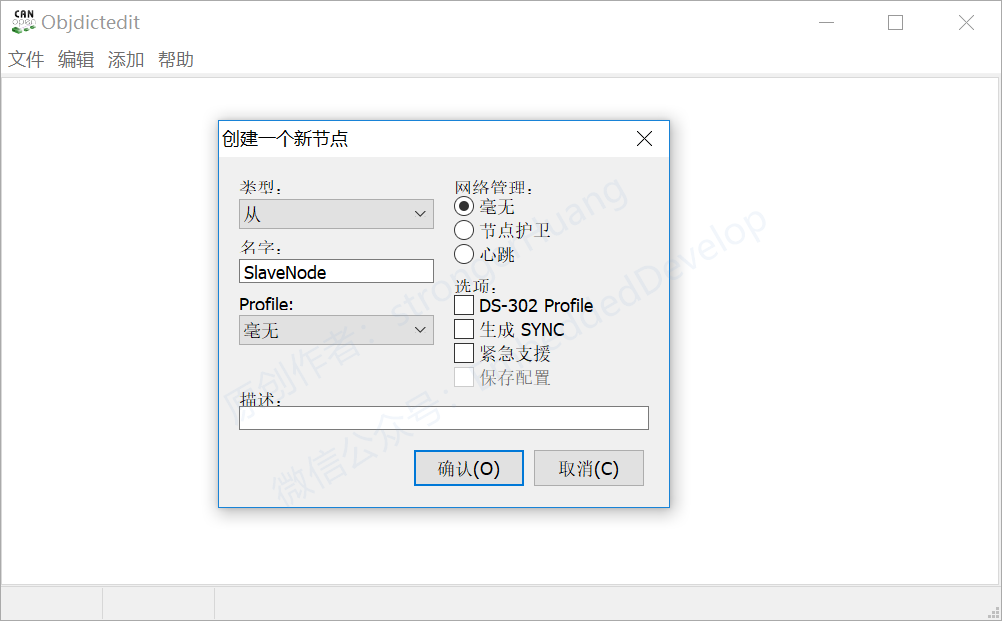 CAN
open
Objdictedit
文件 编辑 添加 帮助
创建一个新节点
类型:
从
名字:
SlaveNode
Profile:
毫无
网络管理:
毫无
节点护卫
心跳
选项:
DS-302 Profile
生成 SYNC
紧急支援
保存配置
描述:
确认(O)
取消(C)
原创作者：strongerHuang
微信公众号：EmbeddedDevelop